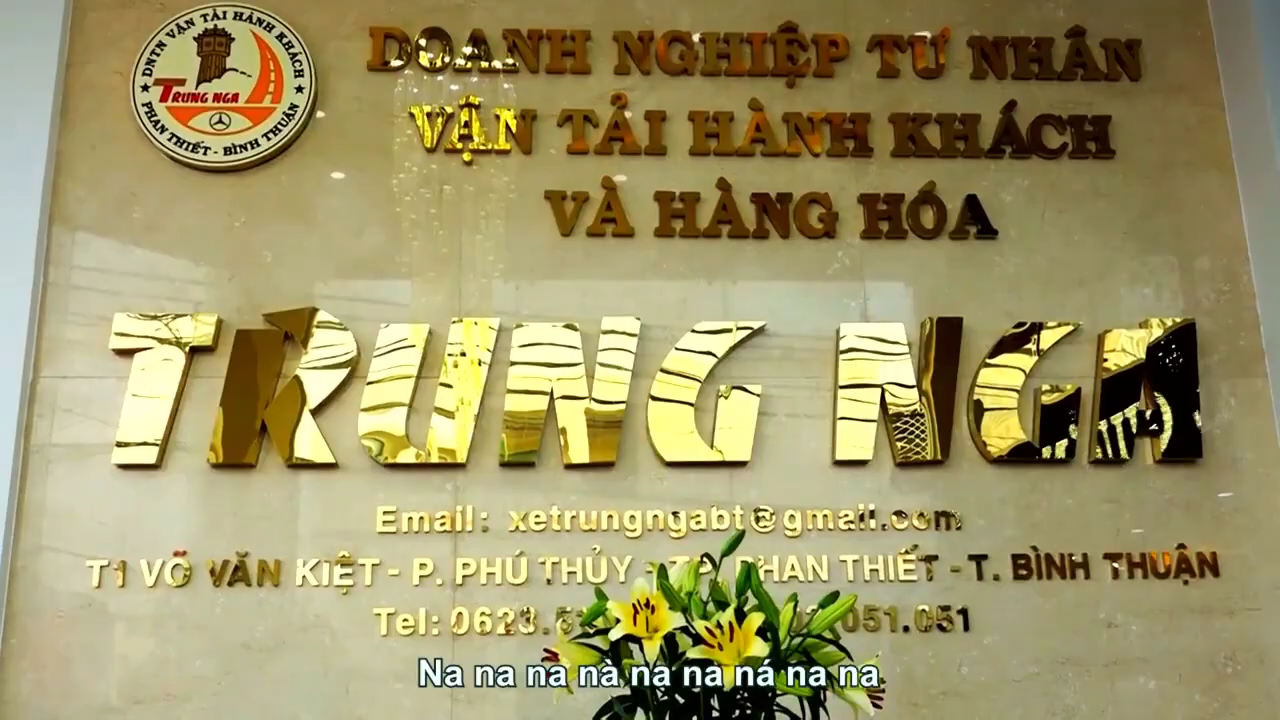 DNTN VẬN TẢI HÀNH KHÁCH
TRUNG NGA
PHAN THIẾT - BÌNH THUẬN
DOANH NGHIỆP TƯ NHÂN
VẬN TẢI HÀNH KHÁCH
VÀ HÀNG HÓA
TRUNG NGA
Email: xetrungngabt@gmail.com
T1 VÕ VĂN KIỆT - P. PHÚ THỦY - TP. PHAN THIẾT - T. BÌNH THUẬN
Tel: 0623. 051.051
Na na na nà na na ná na na